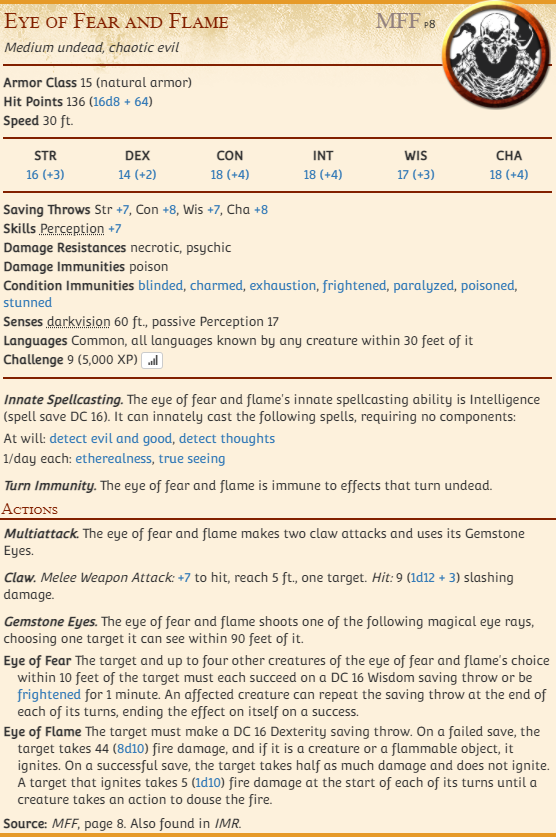 Eye of Fear and Flame MFF p8
Medium undead, chaotic evil
Armor Class 15 (natural armor)
Hit Points 136 (16d8 + 64)
Speed 30 ft.
STR DEX CON INT WIS CHA
16 (+3) 14 (+2) 18 (+4) 18 (+4) 17 (+3) 18 (+4)
Saving Throws Str +7, Con +8, Wis +7, Cha +8
Skills Perception +7
Damage Resistances necrotic, psychic
Damage Immunities poison
Condition Immunities blinded, charmed, exhaustion, frightened, paralyzed, poisoned,
stunned
Senses darkvision 60 ft., passive Perception 17
Languages Common, all languages known by any creature within 30 feet of it
Challenge 9 (5,000 XP)
Innate Spellcasting. The eye of fear and flame's innate spellcasting ability is Intelligence
(spell save DC 16). It can innately cast the following spells, requiring no components:
At will: detect evil and good, detect thoughts
1/day each: etherealness, true seeing
Turn Immunity. The eye of fear and flame is immune to effects that turn undead.
Actions
Multiattack. The eye of fear and flame makes two claw attacks and uses its Gemstone
Eyes.
Claw. Melee Weapon Attack: +7 to hit, reach 5 ft., one target. Hit: 9 (1d12 + 3) slashing
damage.
Gemstone Eyes. The eye of fear and flame shoots one of the following magical eye rays,
choosing one target it can see within 90 feet of it.
Eye of Fear The target and up to four other creatures of the eye of fear and flame's choice
within 10 feet of the target must each succeed on a DC 16 Wisdom saving throw or be
frightened for 1 minute. An affected creature can repeat the saving throw at the end of
each of its turns, ending the effect on itself on a success.
Eye of Flame The target must make a DC 16 Dexterity saving throw. On a failed save, the
target takes 44 (8d10) fire damage, and if it is a creature or a flammable object, it
ignites. On a successful save, the target takes half as much damage and does not ignite.
A target that ignites takes 5 (1d10) fire damage at the start of each of its turns until a
creature takes an action to douse the fire.
Source: MFF, page 8. Also found in IMR.